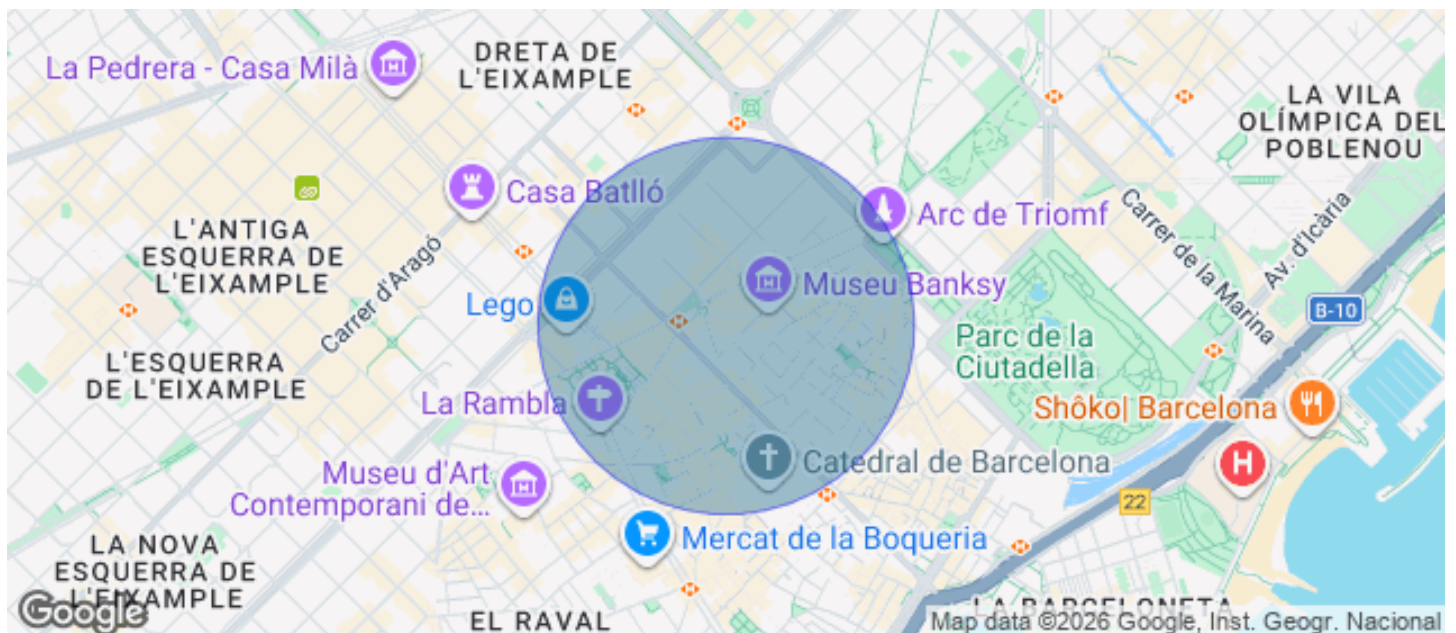 DRETA DE
L'EIXAMPLE
La Pedrera - Casa Milà
LA VILA
OLÍMPICA DEL
POBLENOU
Casa Batlló
Arc de Triomf
Carrer de la Marina
Av. d'Icària
L'ANTIGA
ESQUERRA DE
L'EIXAMPLE
Carrer d'Aragó
Museu Banksy
Lego
B-10
Parc de la
Ciutadella
L'ESQUERRA
DE L'EIXAMPLE
La Rambla
Shôko| Barcelona
Catedral de Barcelona
H
Museu d'Art
Contemporani de...
22
Mercat de la Boqueria
LA NOVA
ESQUERRA DE
L'EIXAMPLE
Google
EL RAVAL
LA BARCELONETA
Map data ©2026 Google, Inst. Geogr. Nacional